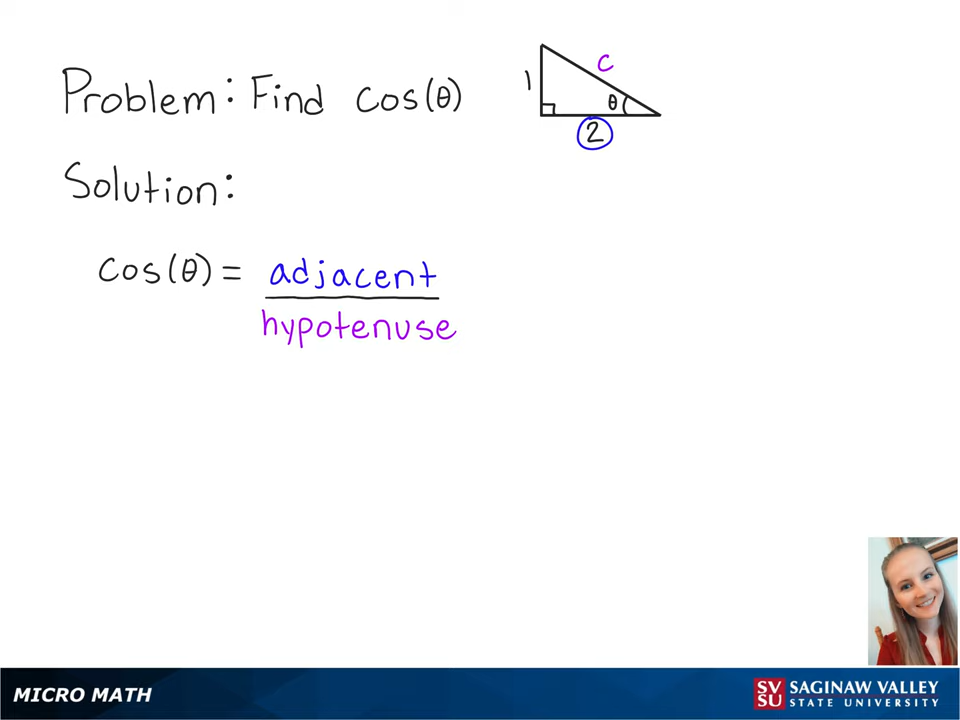 Problem: Find cos(θ)
1
c
θ
2
Solution:
cos(θ) = adjacent
hypotenuse
MICRO MATH
SV
SU
SAGINAW VALLEY
STATE UNIVERSITY